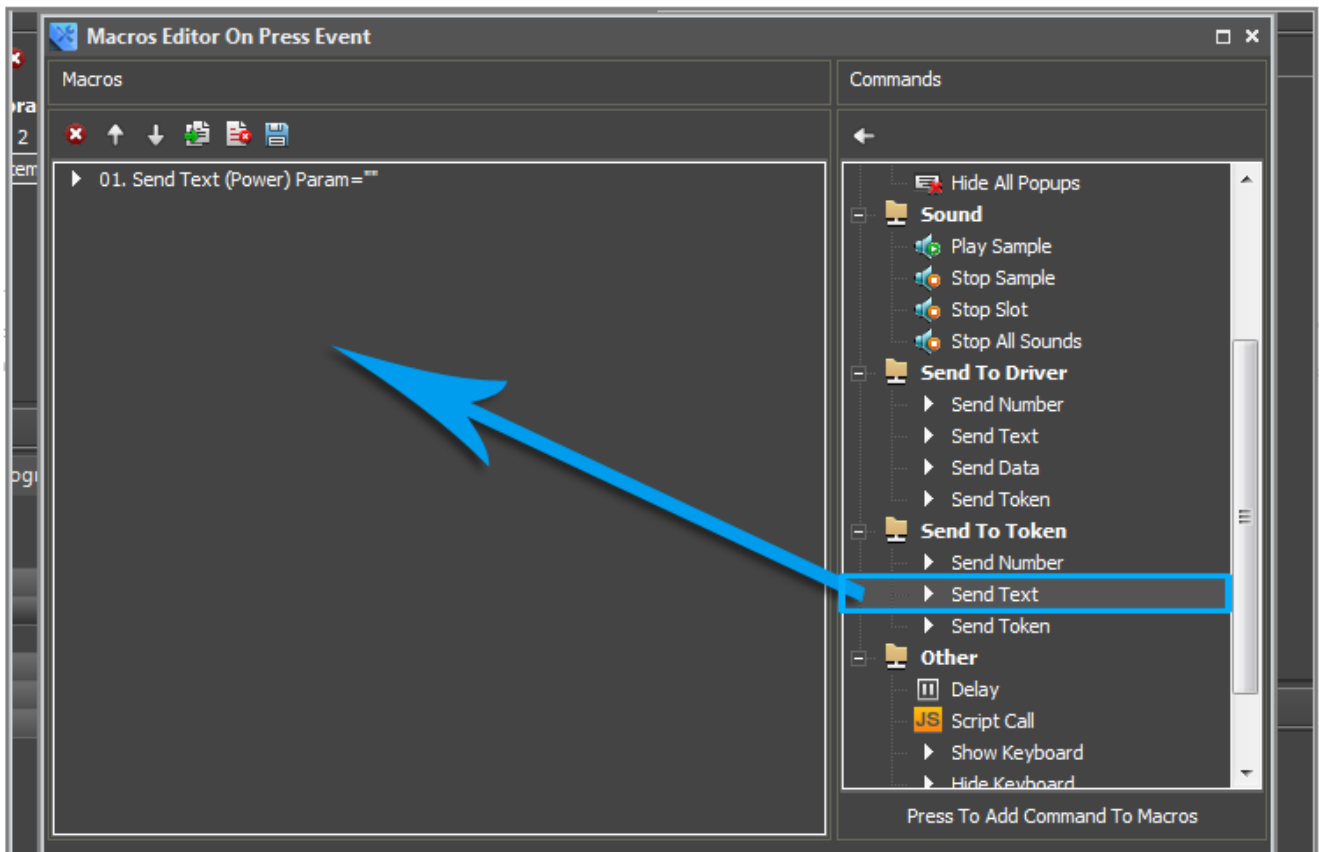 Macros Editor On Press Event
Macros
Commands
2
01. Send Text (Power) Param=""
Hide All Popups
Sound
Play Sample
Stop Sample
Stop Slot
Stop All Sounds
Send To Driver
Send Number
Send Text
Send Data
Send Token
Send To Token
Send Number
Send Text
Send Token
Other
Delay
JS Script Call
Show Keyboard
Hide Keyboard
Press To Add Command To Macros